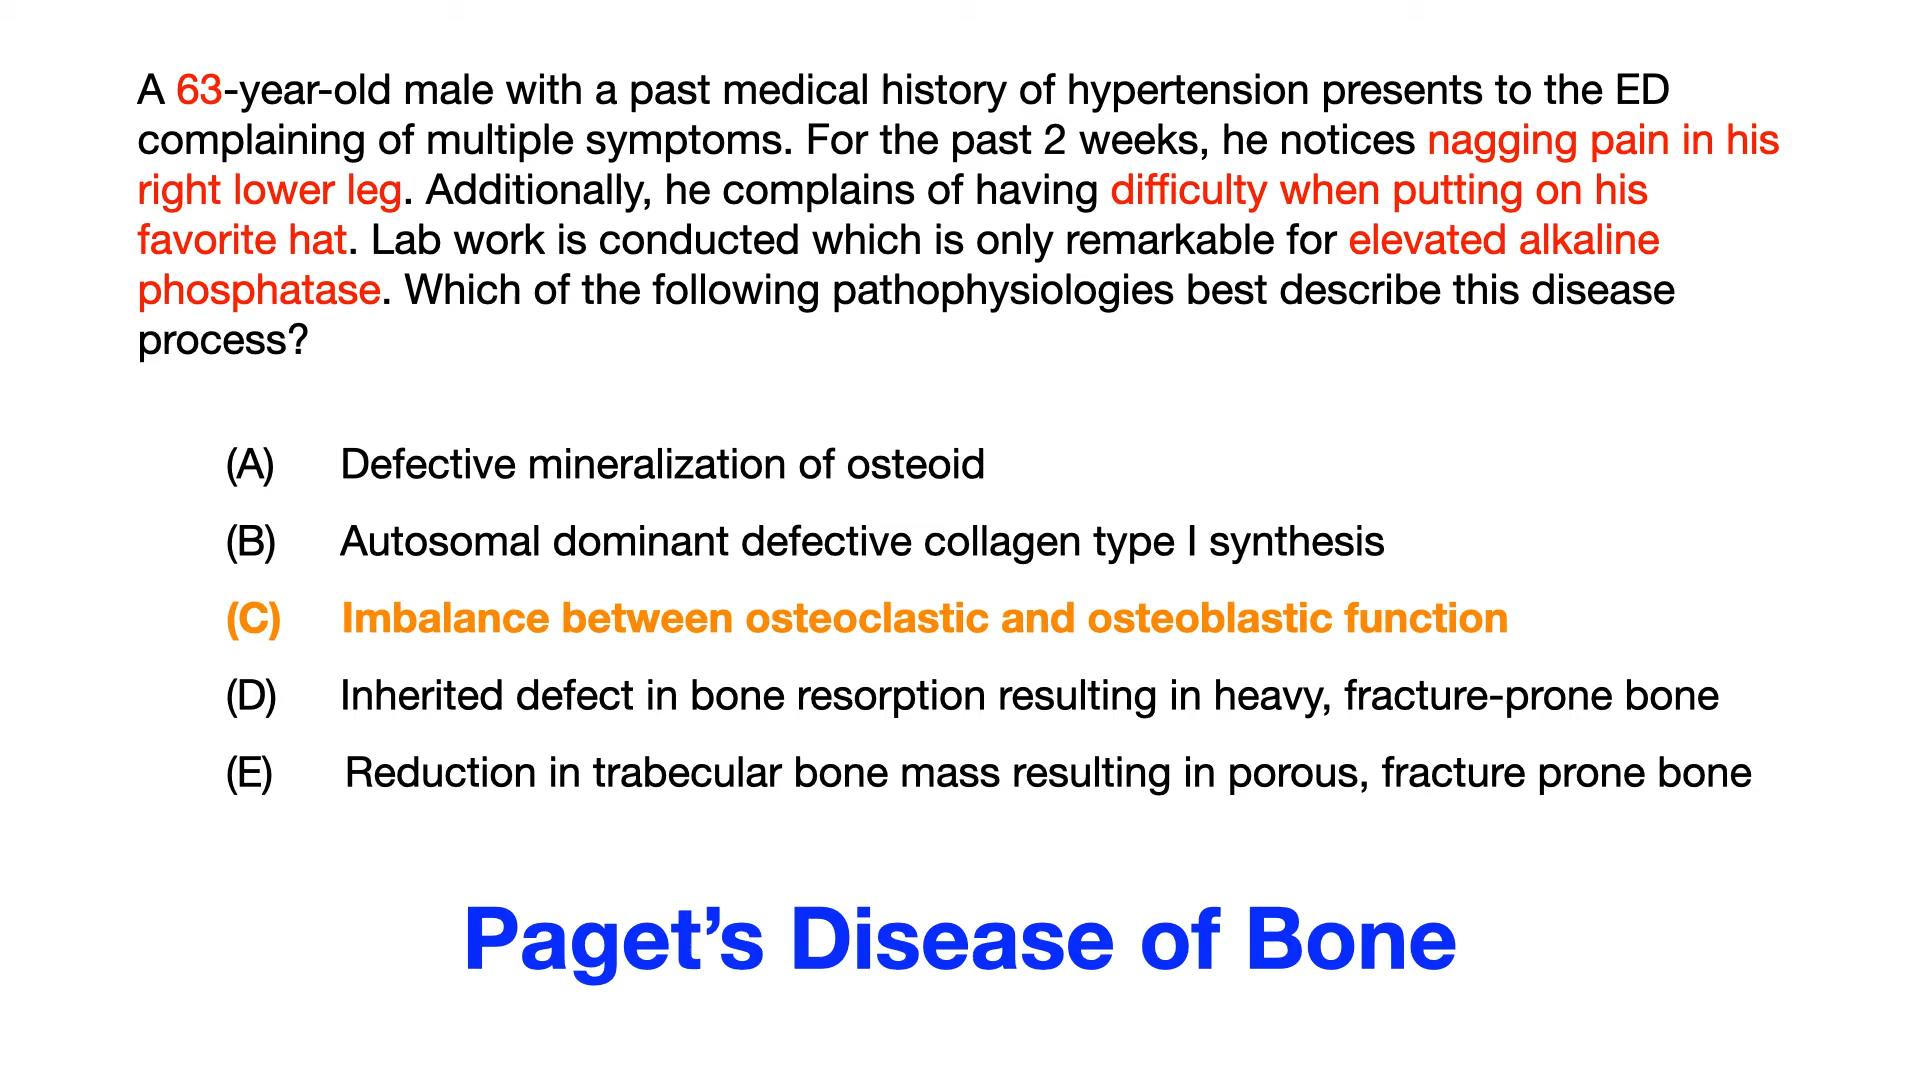 A 63-year-old male with a past medical history of hypertension presents to the ED
complaining of multiple symptoms. For the past 2 weeks, he notices nagging pain in his
right lower leg. Additionally, he complains of having difficulty when putting on his
favorite hat. Lab work is conducted which is only remarkable for elevated alkaline
phosphatase. Which of the following pathophysiologies best describe this disease
process?
(A) Defective mineralization of osteoid
(B) Autosomal dominant defective collagen type I synthesis
(C) Imbalance between osteoclastic and osteoblastic function
(D) Inherited defect in bone resorption resulting in heavy, fracture-prone bone
(E) Reduction in trabecular bone mass resulting in porous, fracture prone bone
Paget’s Disease of Bone